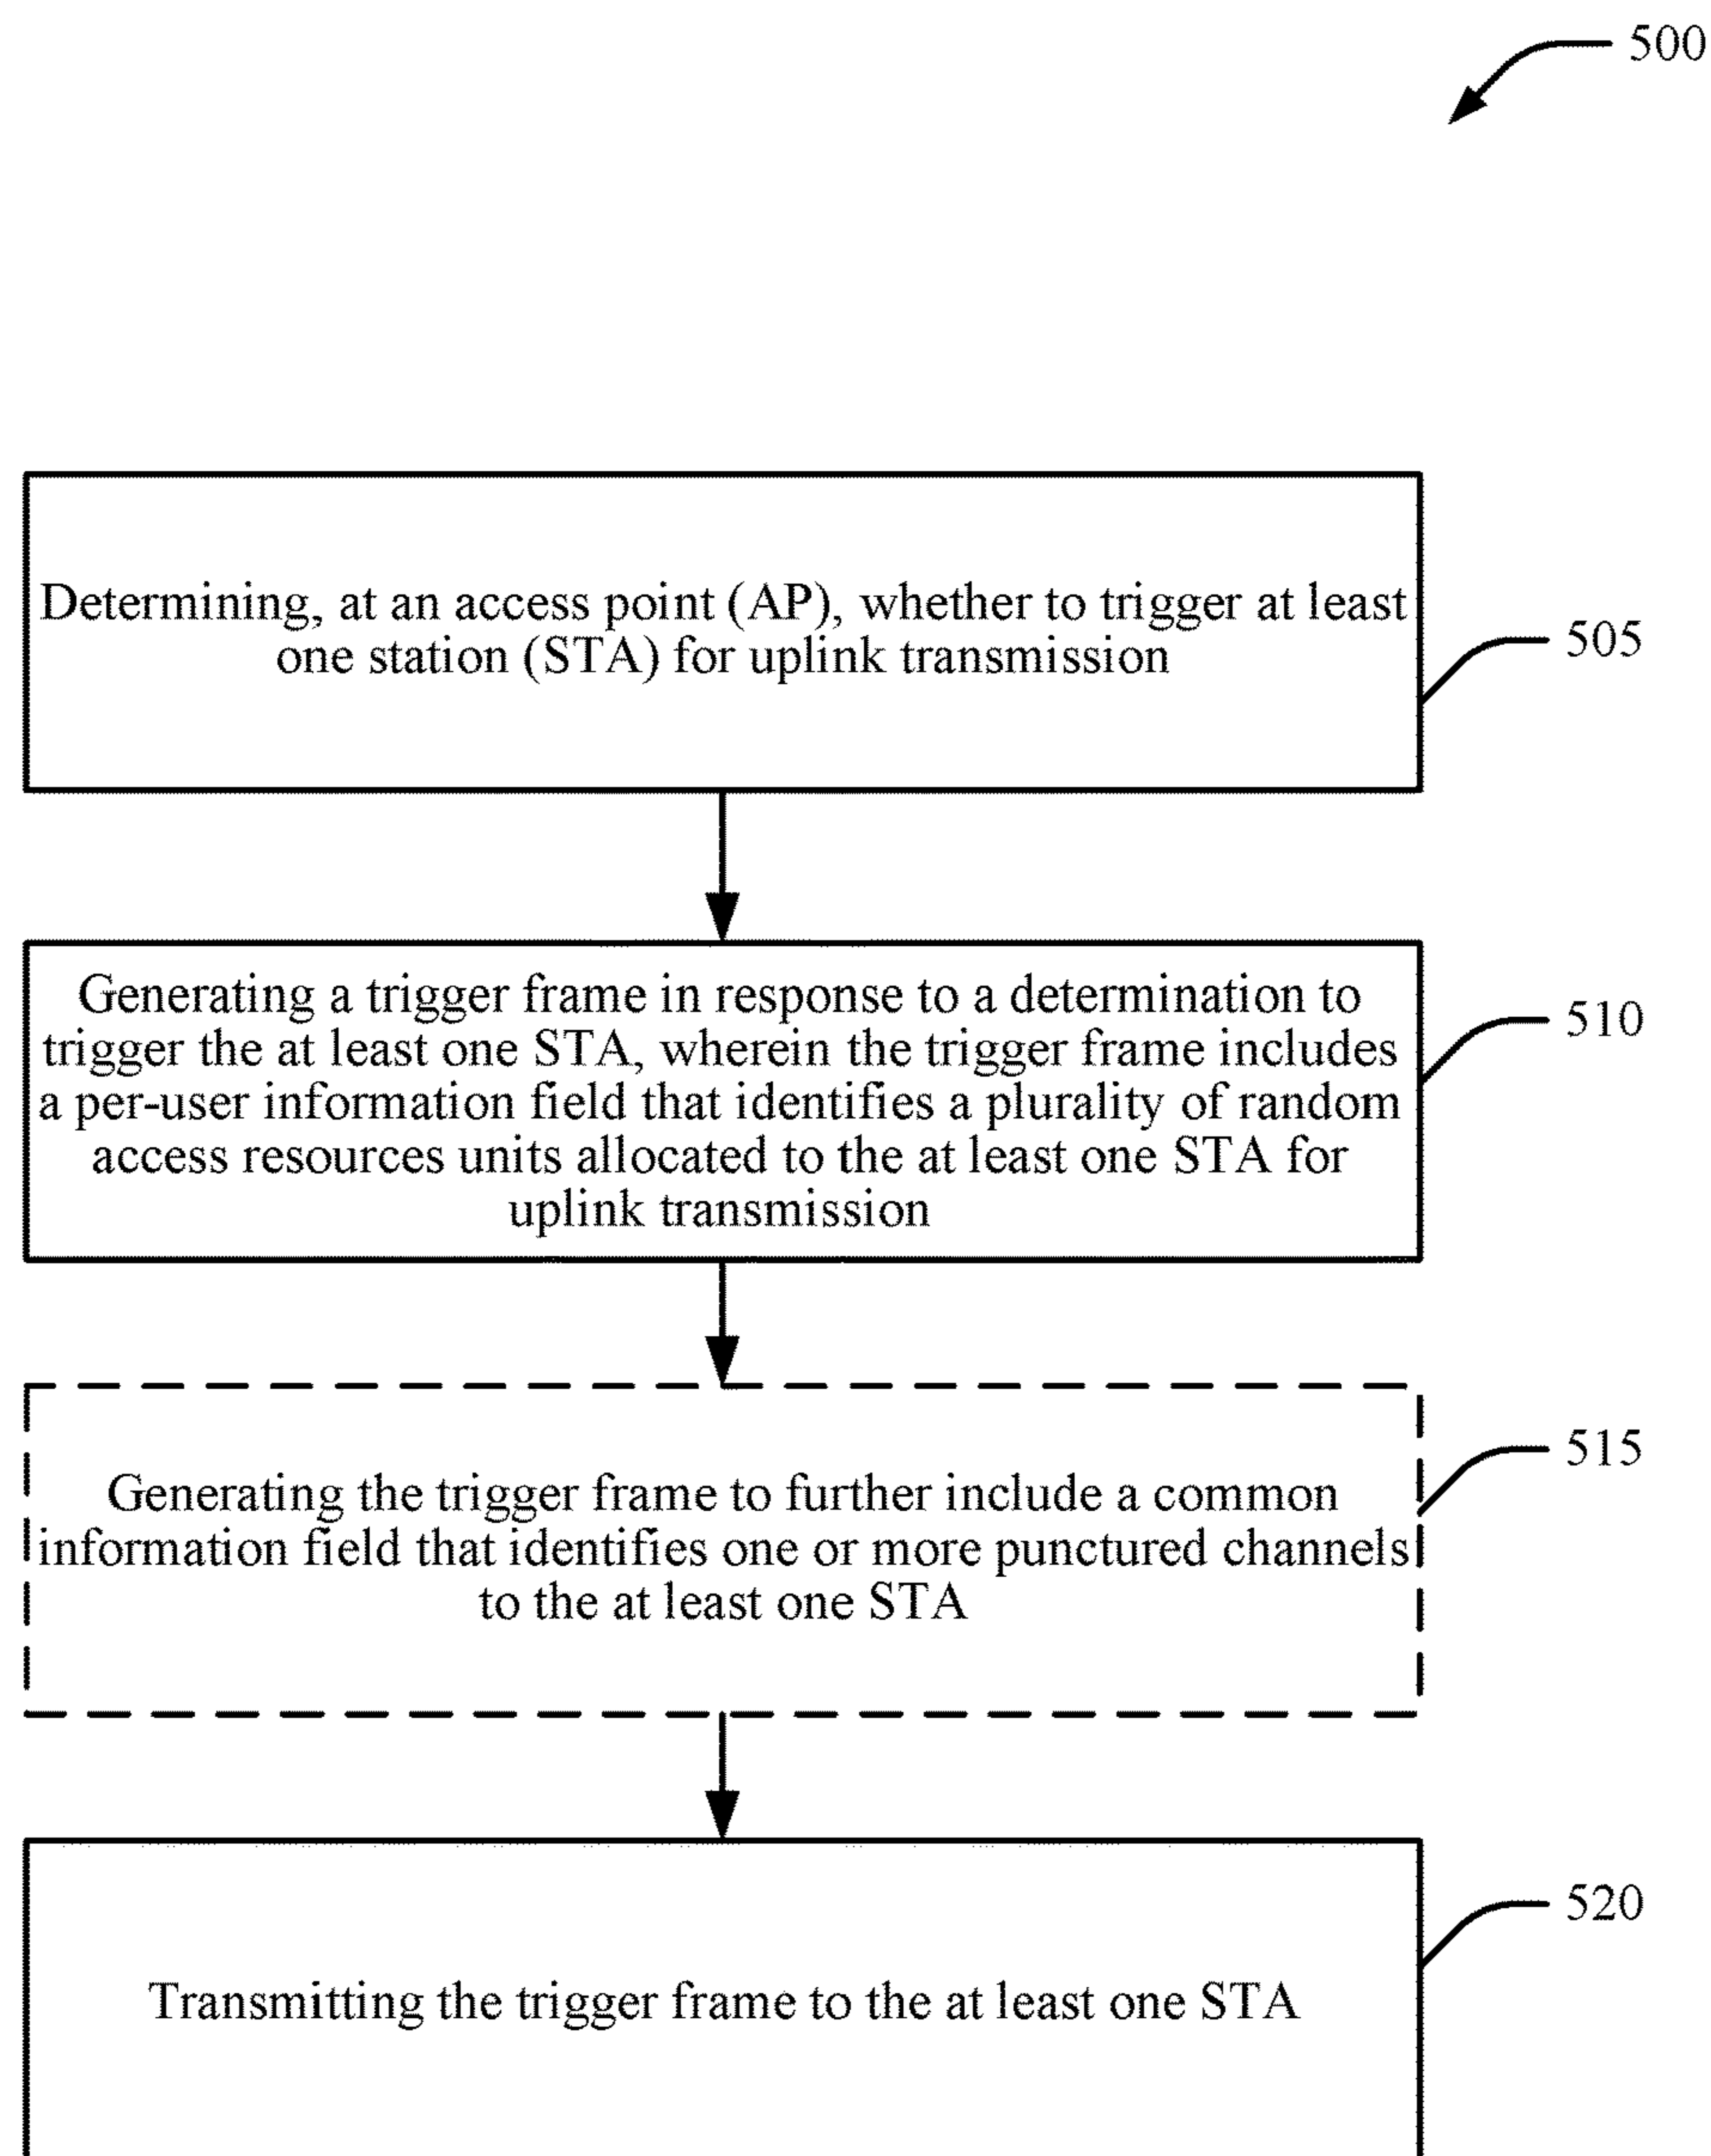 500
Determining, at an access point (AP), whether to trigger at least
one station (STA) for uplink transmission
505
Generating a trigger frame in response to a determination to
trigger the at least one STA, wherein the trigger frame includes
a per-user information field that identifies a plurality of random
access resources units allocated to the at least one STA for
uplink transmission
510
Generating the trigger frame to further include a common
information field that identifies one or more punctured channels
to the at least one STA
515
Transmitting the trigger frame to the at least one STA
520